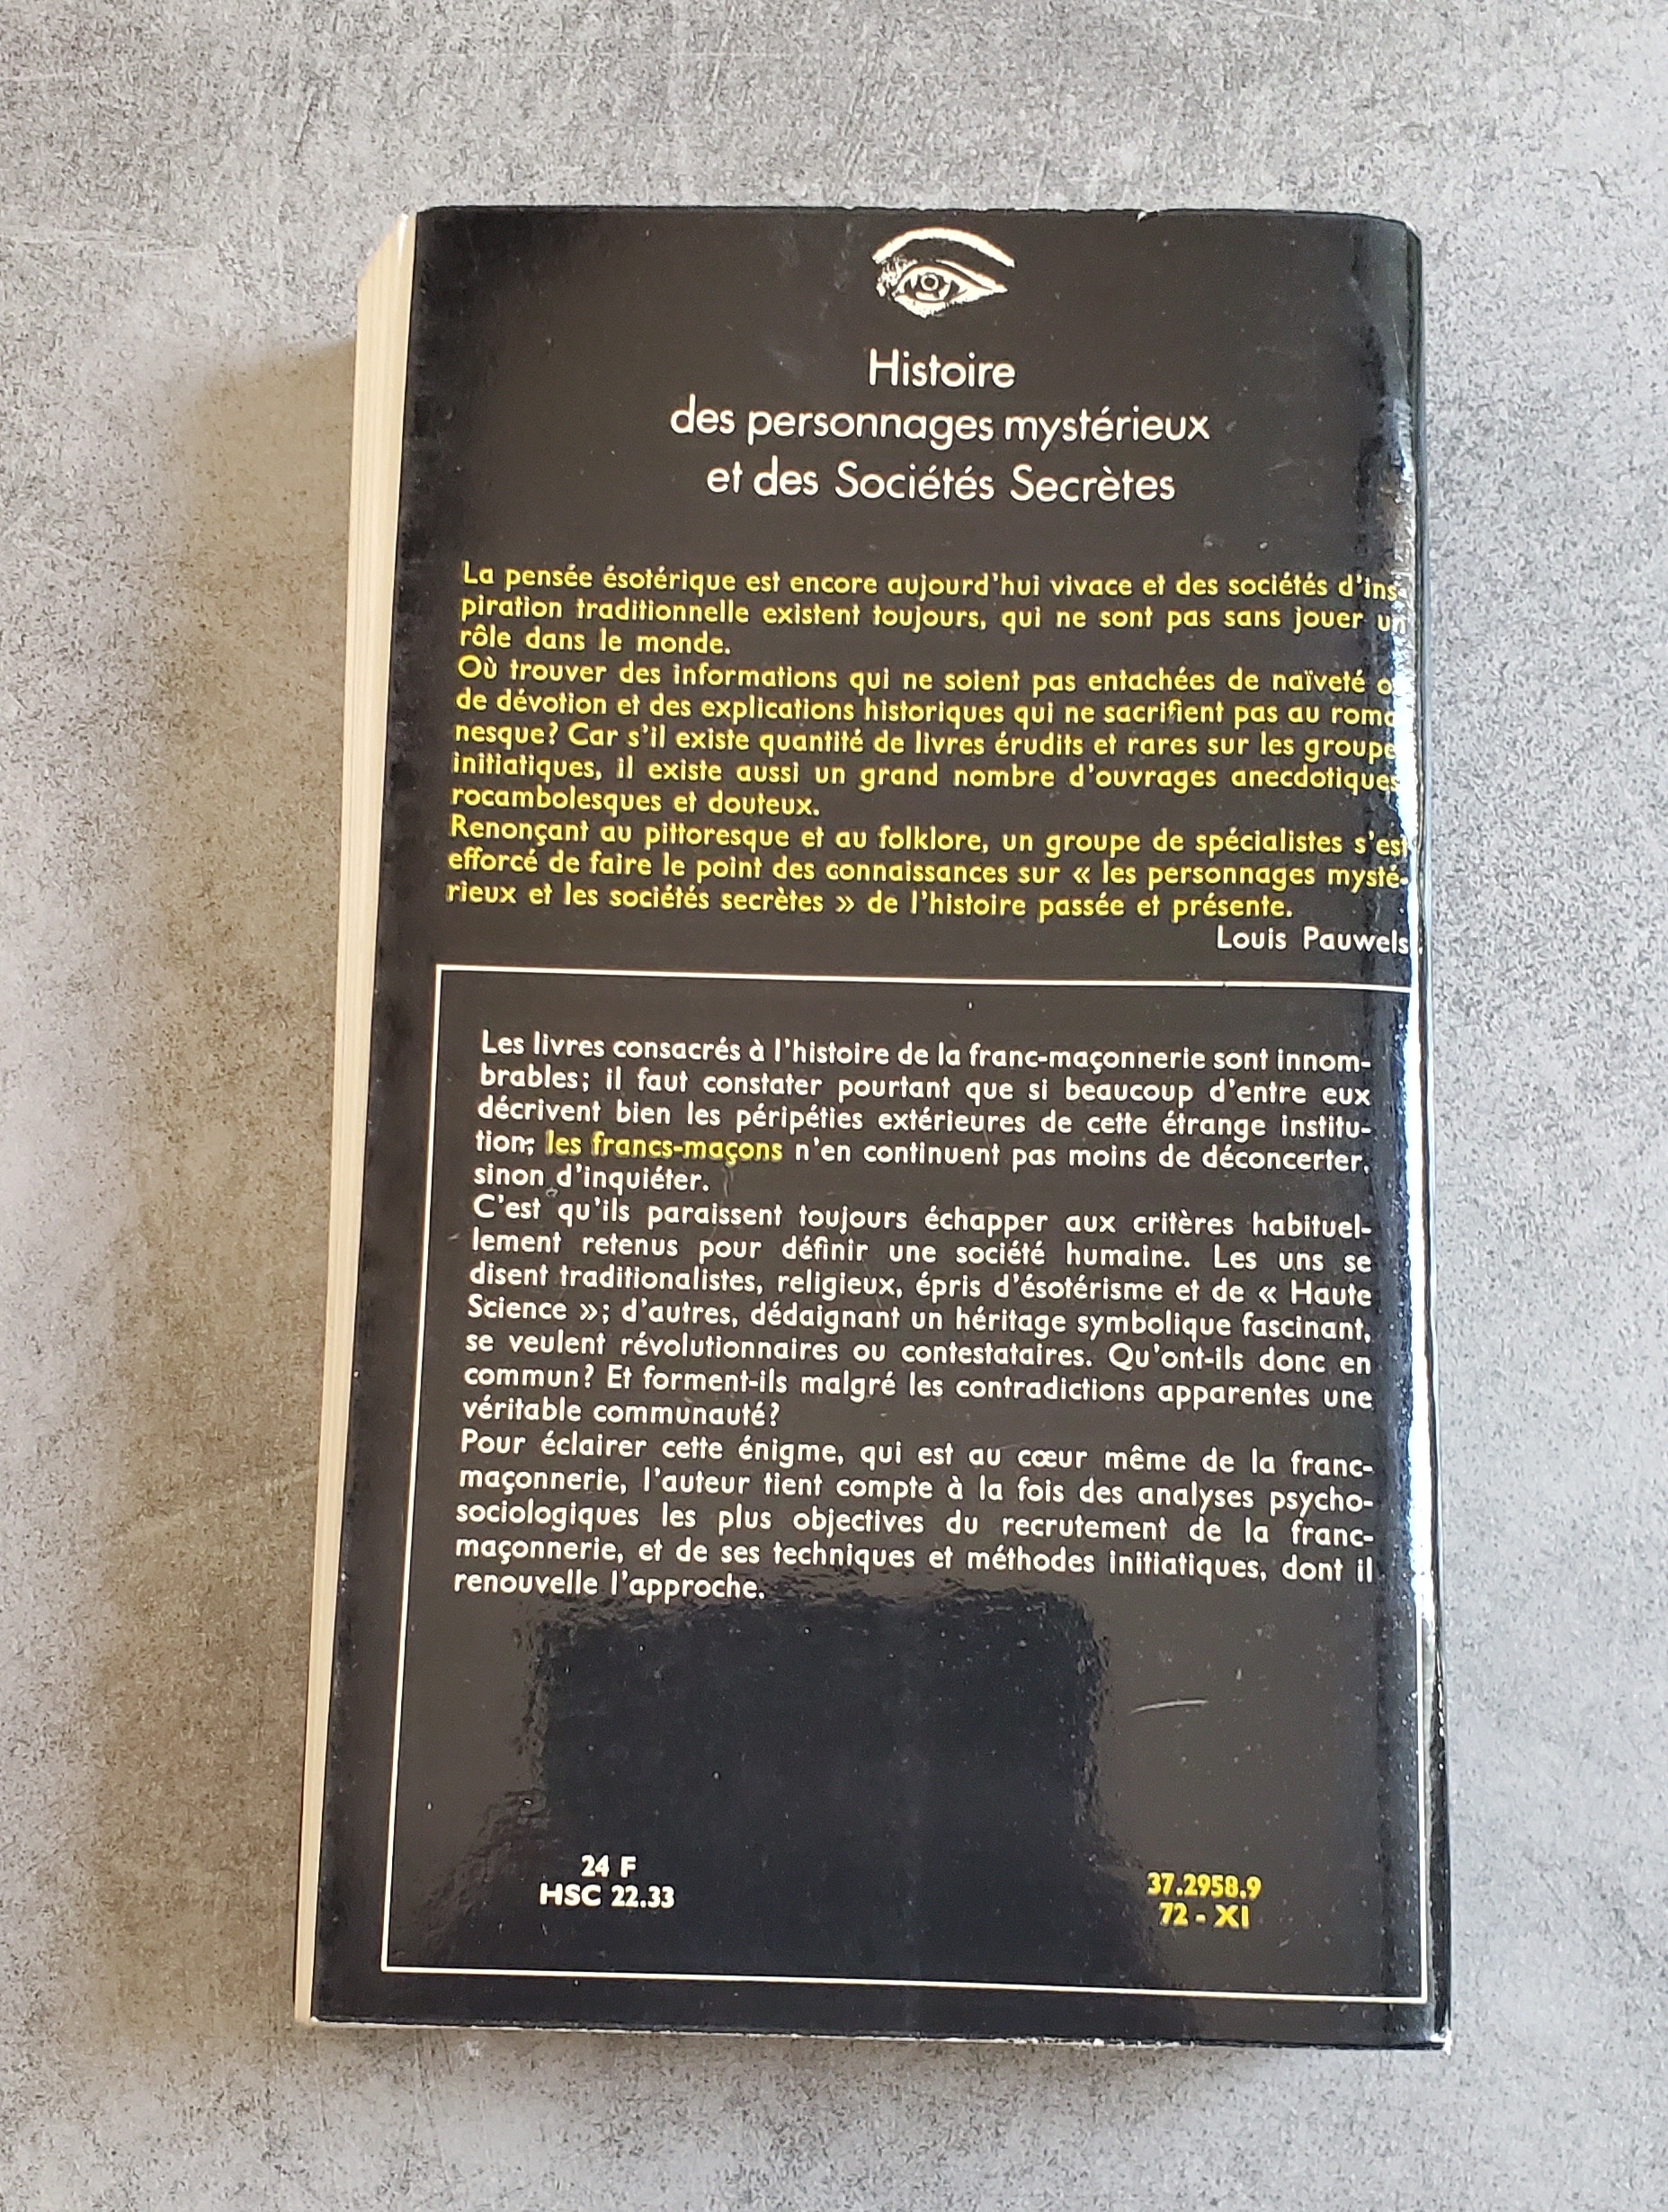 Histoire
des personnages mystérieux
et des Sociétés Secrètes
La pensée ésotérique est encore aujourd'hui vivace et des sociétés d'ins-
piration traditionnelle existent toujours, qui ne sont pas sans jouer un
rôle dans le monde.
Où trouver des informations qui ne soient pas entachées de naïveté o
de dévotion et des explications historiques qui ne sacrifient pas au roma
nesque? Car s'il existe quantité de livres érudits et rares sur les groupe
initiatiques, il existe aussi un grand nombre d'ouvrages anecdotiques
rocambolesques et douteux.
Renonçant au pittoresque et au folklore, un groupe de spécialistes s'est
efforcé de faire le point des connaissances sur « les personnages mysté-
rieux et les sociétés secrètes » de l'histoire passée et présente.
Louis Pauwels.
Les livres consacrés à l'histoire de la franc-maçonnerie sont innom-
brables; il faut constater pourtant que si beaucoup d'entre eux
décrivent bien les péripéties extérieures de cette étrange institu-
tion; les francs-maçons n'en continuent pas moins de déconcerter,
sinon d'inquiéter.
C'est qu'ils paraissent toujours échapper aux critères habituel-
lement retenus pour définir une société humaine. Les uns se
disent traditionalistes, religieux, épris d'ésotérisme et de « Haute
Science »; d'autres, dédaignant un héritage symbolique fascinant,
se veulent révolutionnaires ou contestataires. Qu'ont-ils donc en
commun? Et forment-ils malgré les contradictions apparentes une
véritable communauté?
Pour éclairer cette énigme, qui est au cœur même de la franc-
maçonnerie, l'auteur tient compte à la fois des analyses psycho-
sociologiques les plus objectives du recrutement de la franc-
maçonnerie, et de ses techniques et méthodes initiatiques, dont il
renouvelle l'approche.
24 F
HSC 22.33
37.2958.9
72 - XI